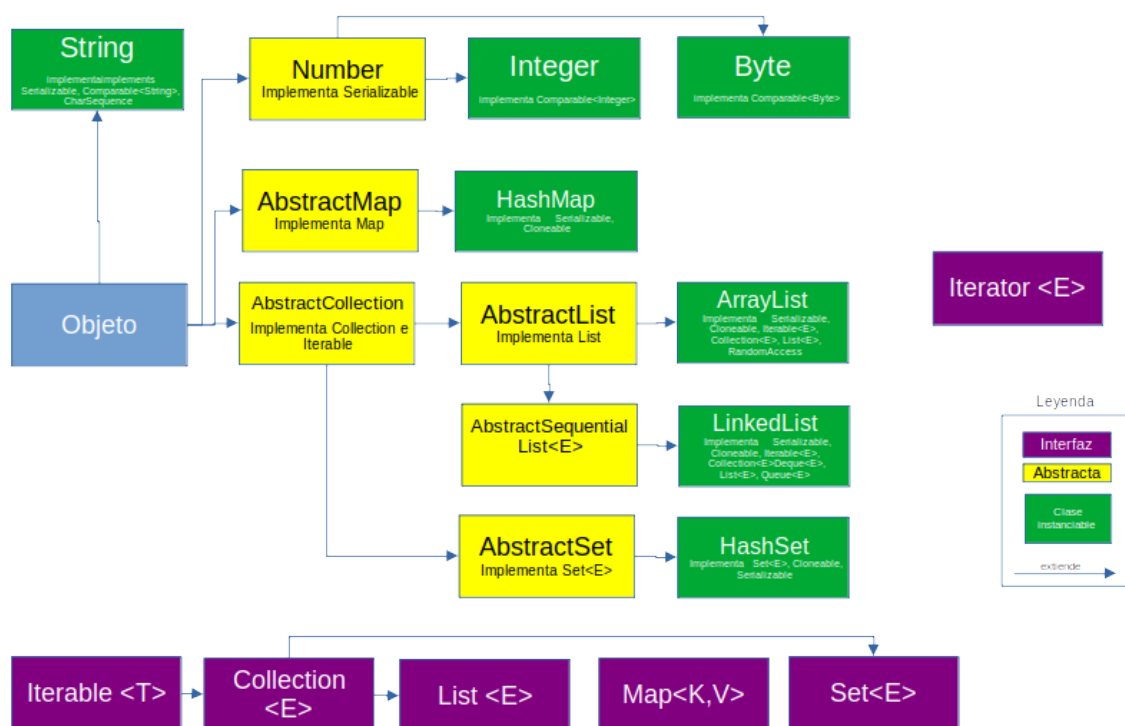 String
ImplementaImplements
Serializable, Comparable<String>,
CharSequence
Number
Implementa Serializable
Integer
Implementa Comparable<Integer>
Byte
Implementa Comparable<Byte>
AbstractMap
Implementa Map
HashMap
Implementa Serializable,
Cloneable
Iterator <E>
Objeto
AbstractCollection
Implementa Collection e
Iterable
AbstractList
Implementa List
ArrayList
Implementa Serializable,
Cloneable, Iterable<E>,
Collection<E>, List<E>,
RandomAccess
AbstractSequential
List<E>
LinkedList
Implementa Serializable,
Cloneable, Iterable<E>,
Collection<E>Deque<E>,
List<E>, Queue<E>
AbstractSet
Implementa Set<E>
HashSet
Implementa Set<E>, Cloneable,
Serializable
Leyenda
Interfaz
Abstracta
Clase
instanciable
extiende
Iterable <T>
Collection
<E>
List <E>
Map<K,V>
Set<E>